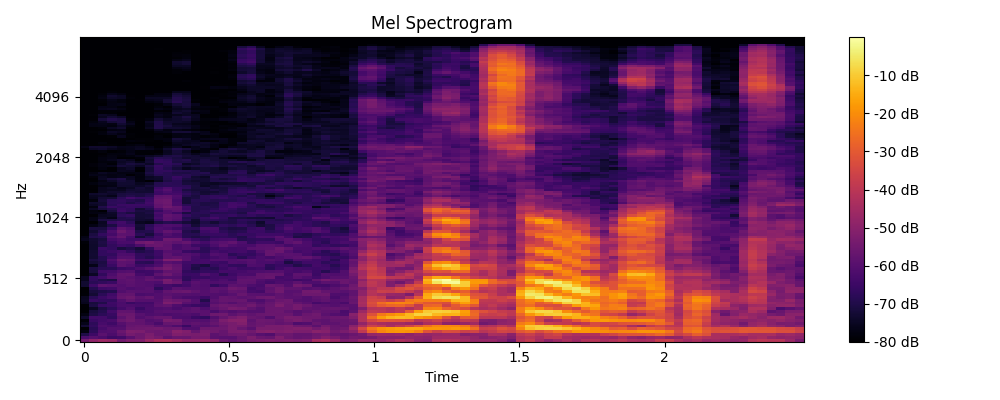 Mel Spectrogram
Hz
4096
2048
1024
512
0
0 0.5 1 1.5 2
Time
-10 dB
-20 dB
-30 dB
-40 dB
-50 dB
-60 dB
-70 dB
-80 dB